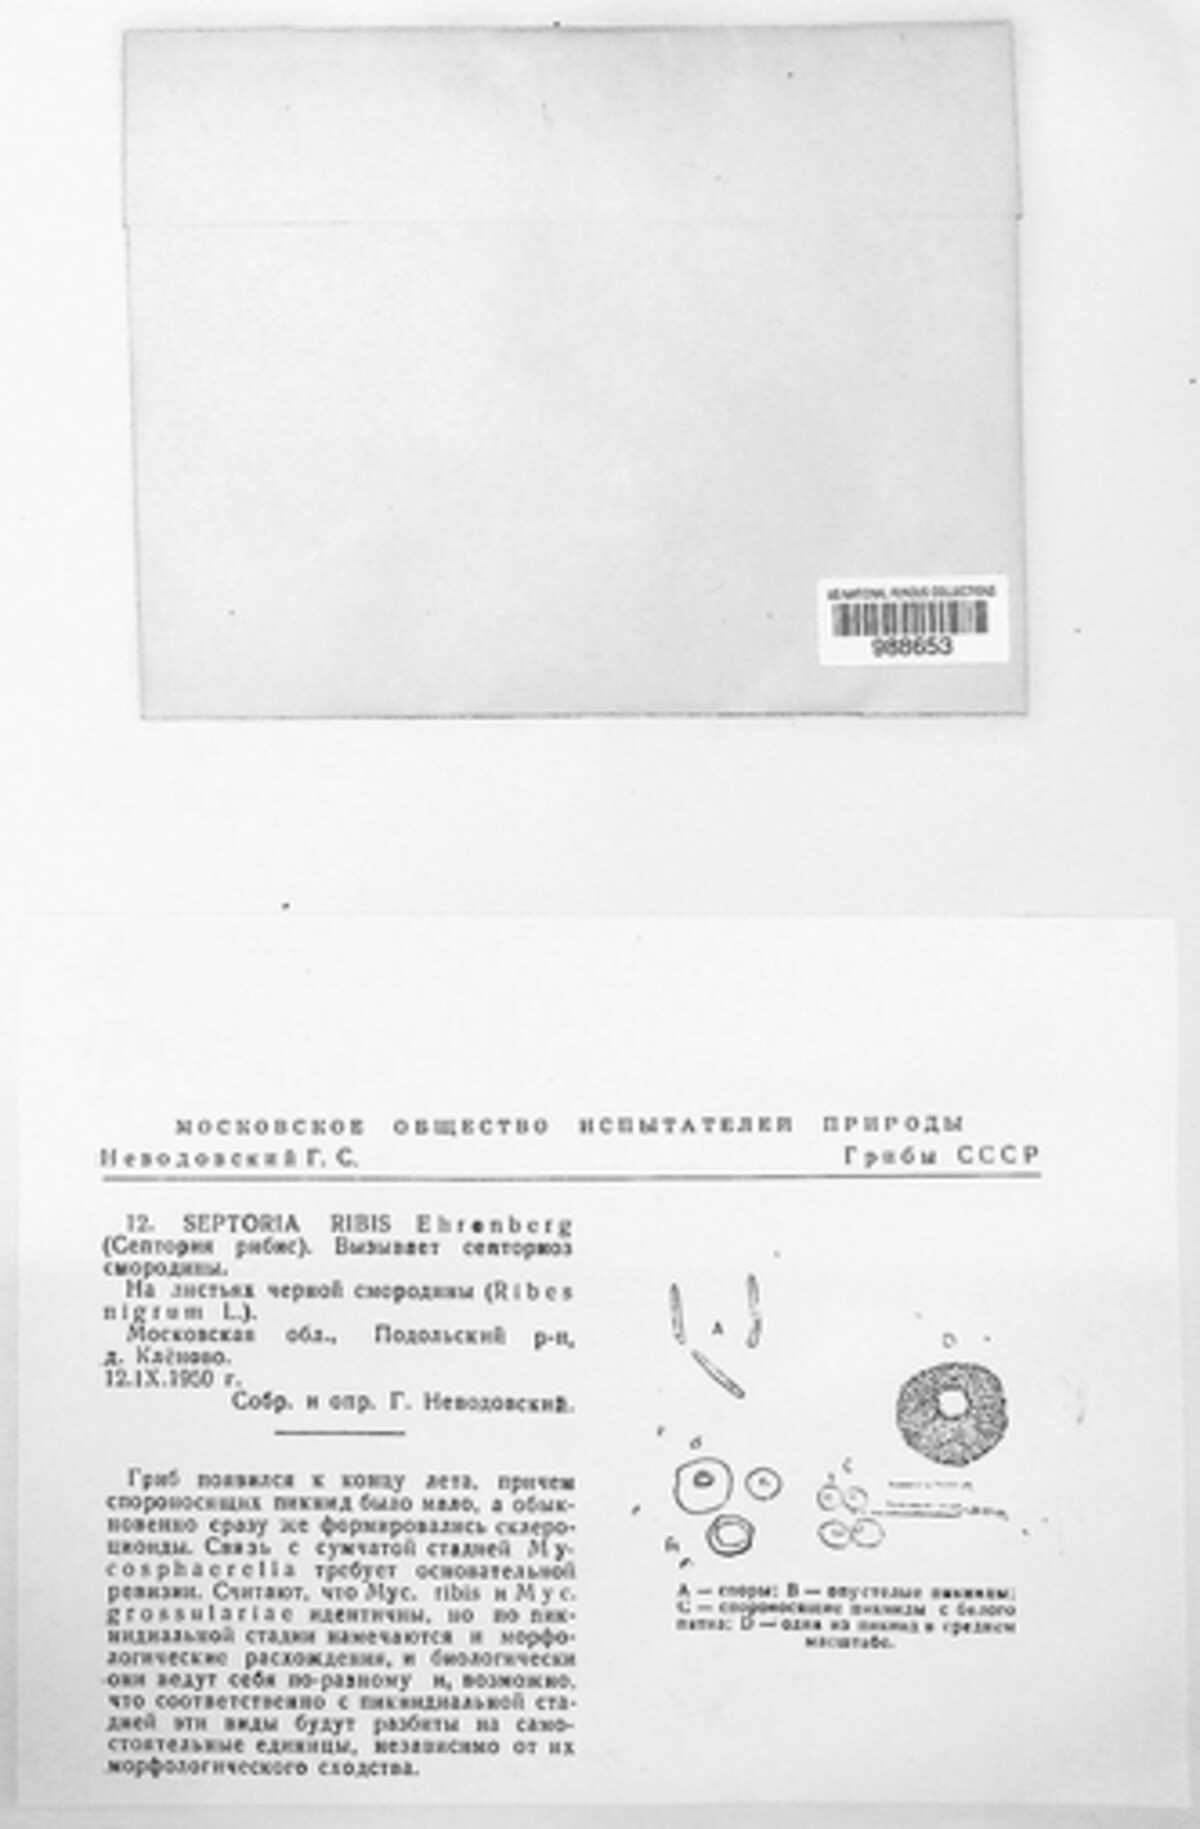 US NATIONAL FUNGUS COLLECTIONS
988653
МОСКОВСКОЕ ОБЩЕСТВО ИСПЫТАТЕЛЕЙ ПРИРОДЫ
Неводовский Г. С. Грибы СССР
12. SEPTORIA RIBIS Ehrenberg
(Септория рибис). Вызывает септориоз
смородины.
На листьях черной смородины (Ribes
nigrum L.).
Московская обл., Подольский р-н,
д. Клёново.
12.IX.1950 г.
Собр. и опр. Г. Неводовский.
Гриб появился к концу лета, причем
спороносящих пикнид было мало, а обык-
новенно сразу же формировались склеро-
циоиды. Связь с сумчатой стадией My-
cosphaerella требует основательной
ревизии. Считают, что Myc. ribis и Myc.
grossulariae идентичны, но по пик-
нидиальной стадии намечаются и морфо-
логические расхождения, и биологически
они ведут себя по-разному и, возможно,
что соответственно с пикнидиальной ста-
дией эти виды будут разбиты на само-
стоятельные единицы, независимо от их
морфологического сходства.
A
D
B
C
A — споры; B — опустелые пикниды;
C — спороносящие пикниды с белого
пятна; D — одна из пикнид в среднем
масштабе.